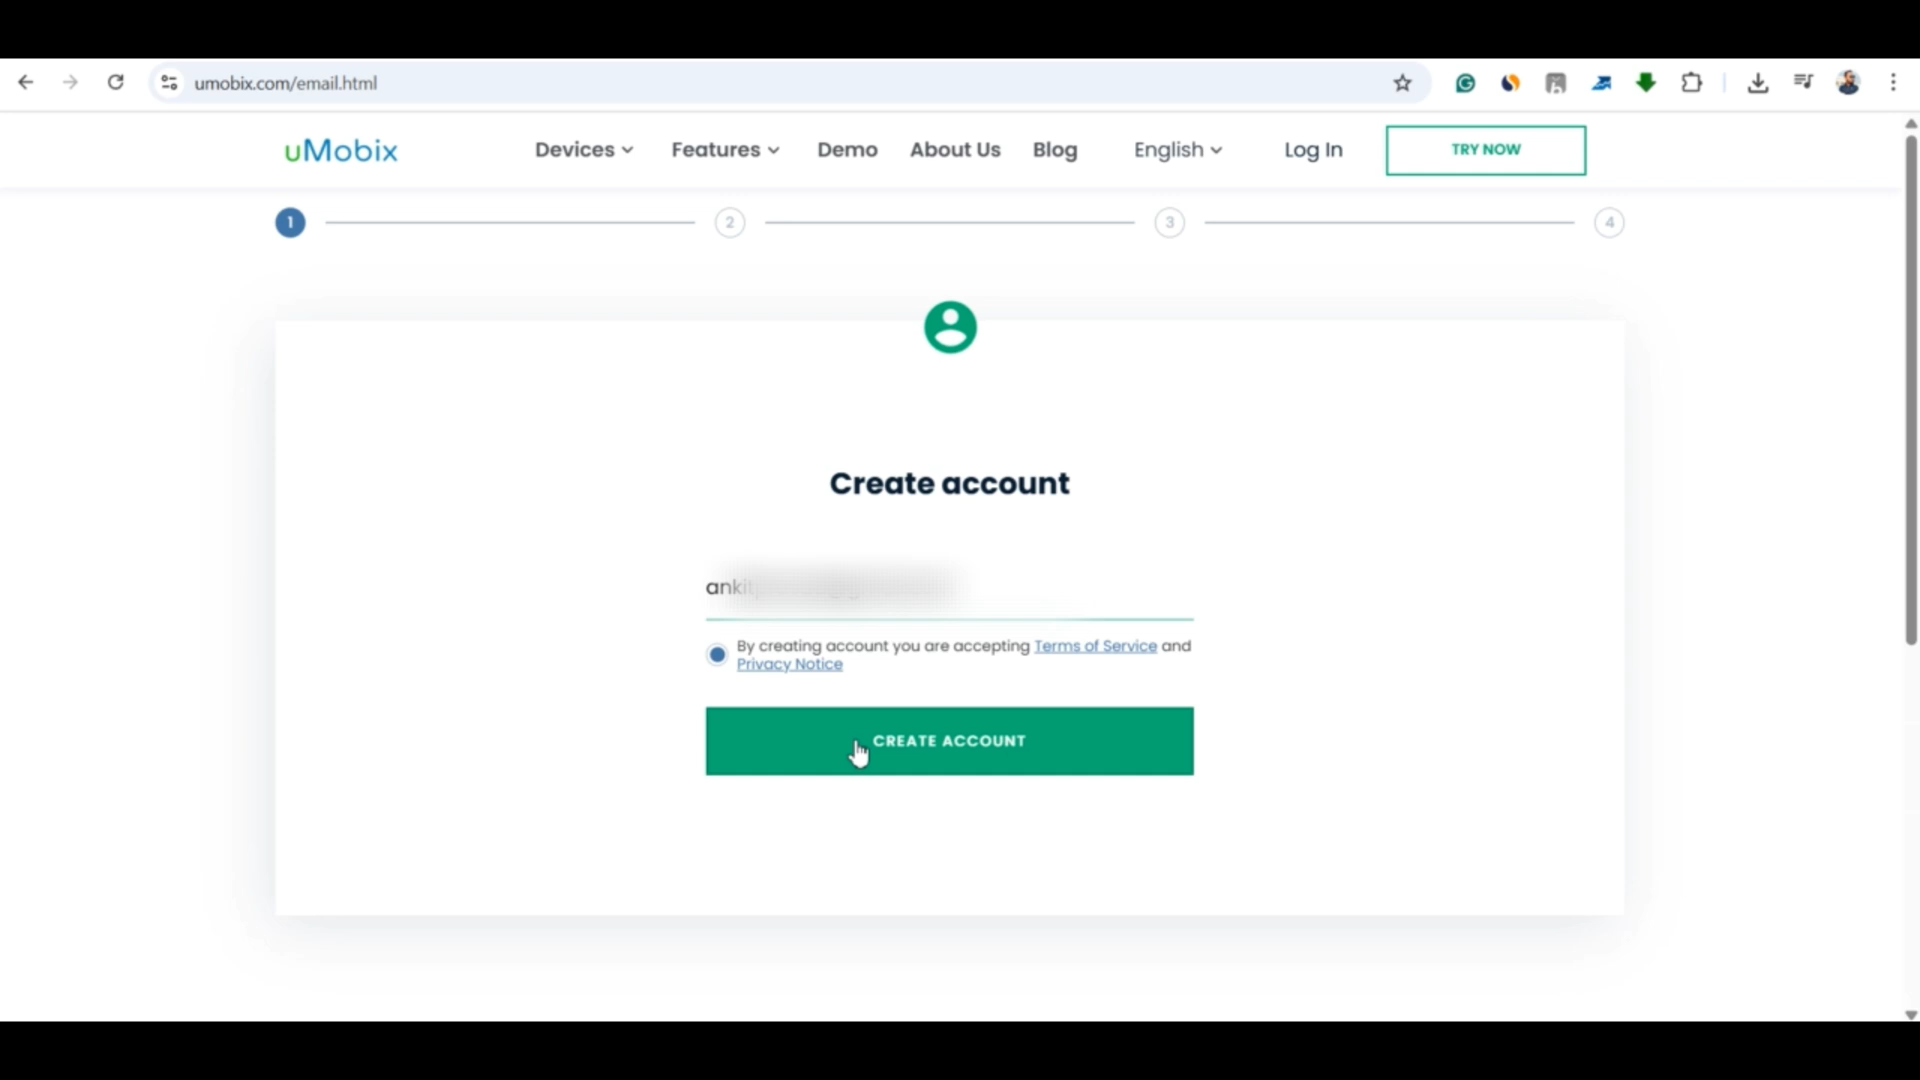 umobix.com/email.html
uMobix
Devices
Features
Demo
About Us
Blog
English
Log In
TRY NOW
1
2
3
4
Create account
By creating account you are accepting Terms of Service and
Privacy Notice
CREATE ACCOUNT